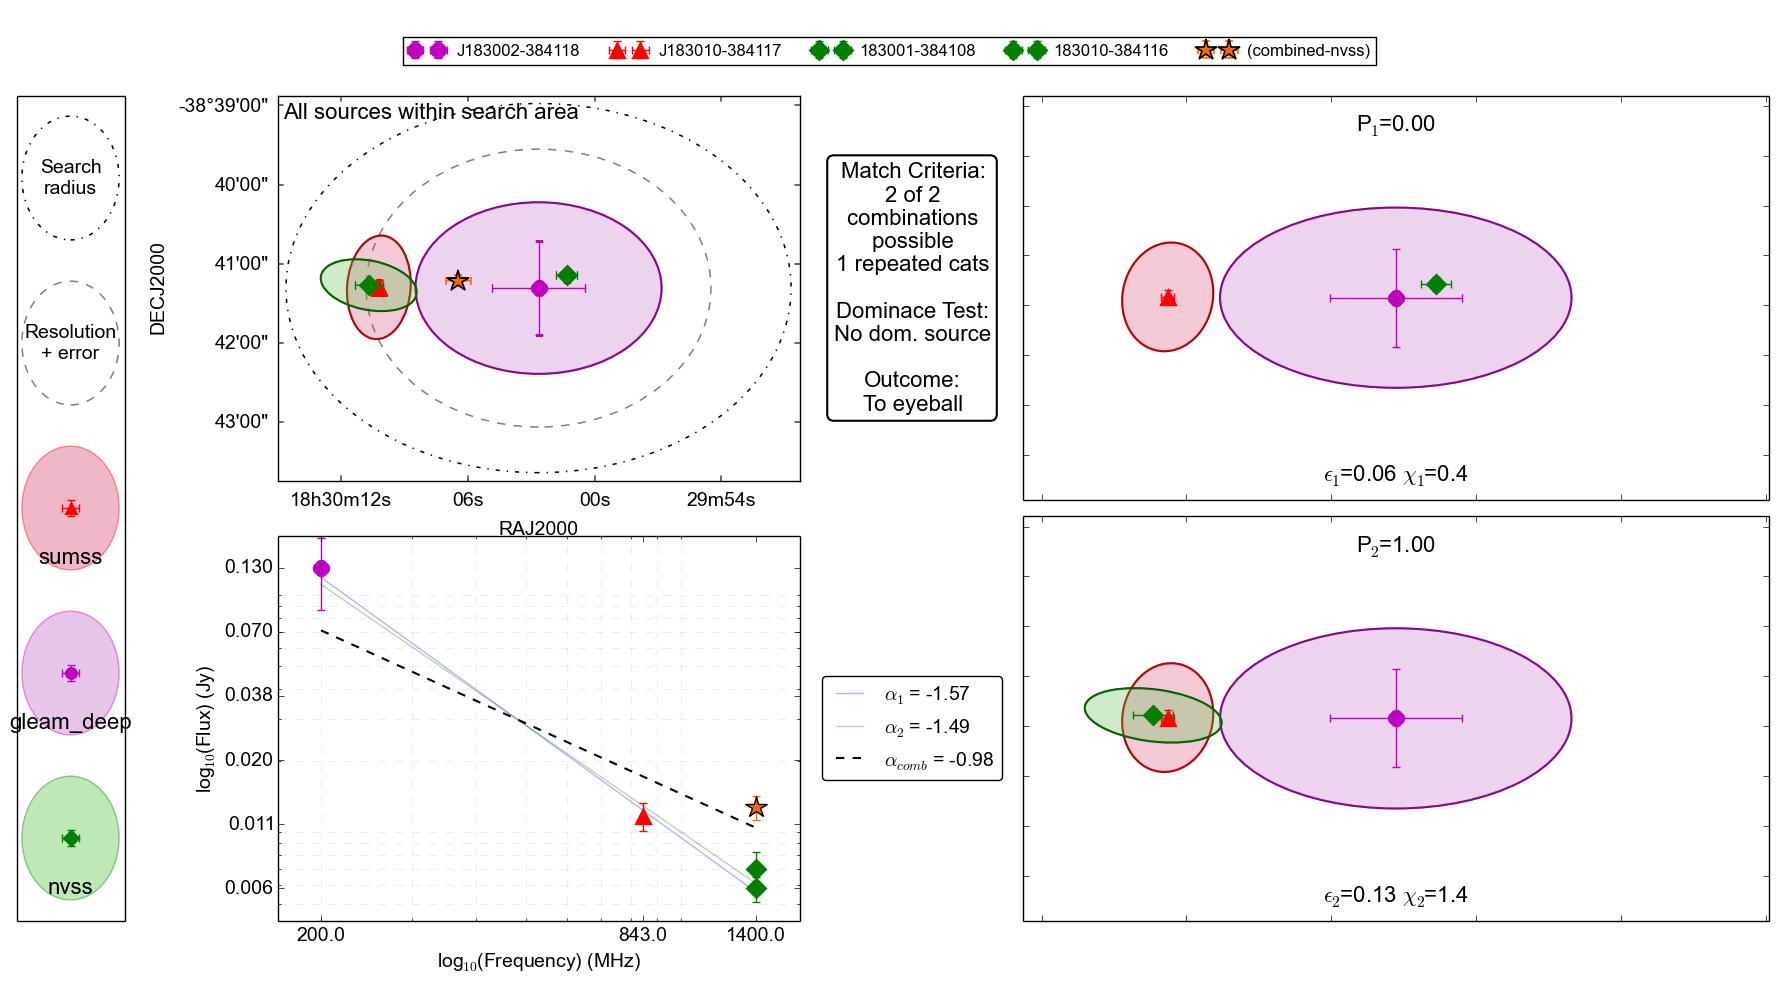 J183002-384118 J183010-384117 183001-384108 183010-384116 (combined-nvss)
Search
radius
Resolution
+ error
sumss
gleam_deep
nvss
All sources within search area
-38°39'00"
40'00"
41'00"
42'00"
43'00"
DECJ2000
18h30m12s 06s 00s 29m54s
RAJ2000
Match Criteria:
2 of 2
combinations
possible
1 repeated cats
Dominace Test:
No dom. source
Outcome:
To eyeball
P₁=0.00
ϵ₁=0.06 χ₁=0.4
0.130
0.070
0.038
0.020
0.011
0.006
log₁₀(Flux) (Jy)
200.0 843.0 1400.0
log₁₀(Frequency) (MHz)
α₁ = -1.57
α₂ = -1.49
α_comb = -0.98
P₂=1.00
ϵ₂=0.13 χ₂=1.4